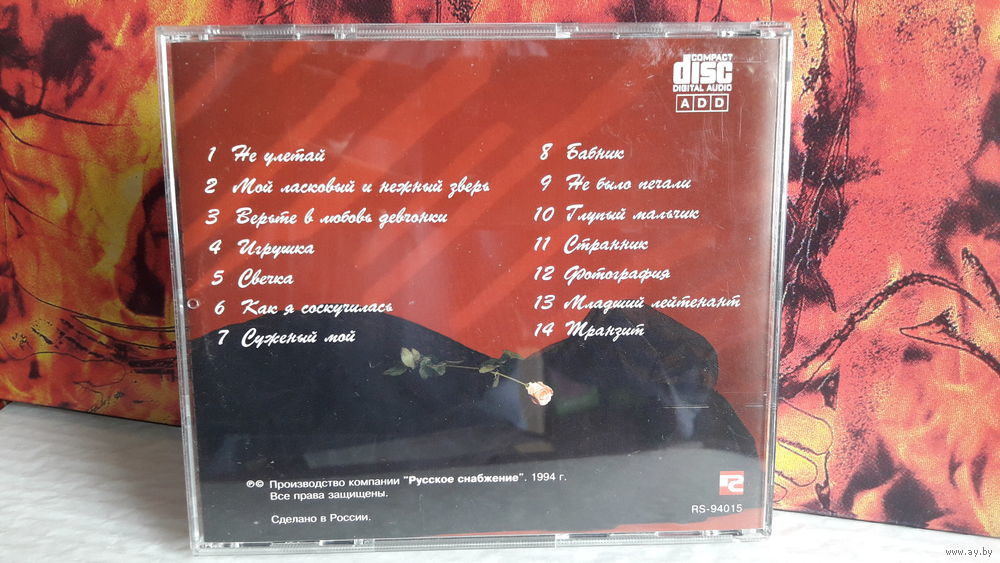 COMPACT
disc
DIGITAL AUDIO
ADD
1 Не улетай
2 Мой ласковый и нежный зверь
3 Верьте в любовь девчонки
4 Игрушка
5 Свечка
6 Как я соскучилась
7 Суженый мой
8 Бабник
9 Не было печали
10 Глупый мальчик
11 Странник
12 Фотография
13 Младший лейтенант
14 Транзит
℗© Производство компании "Русское снабжение". 1994 г.
Все права защищены.
Сделано в России.
RS-94015
www.ay.by